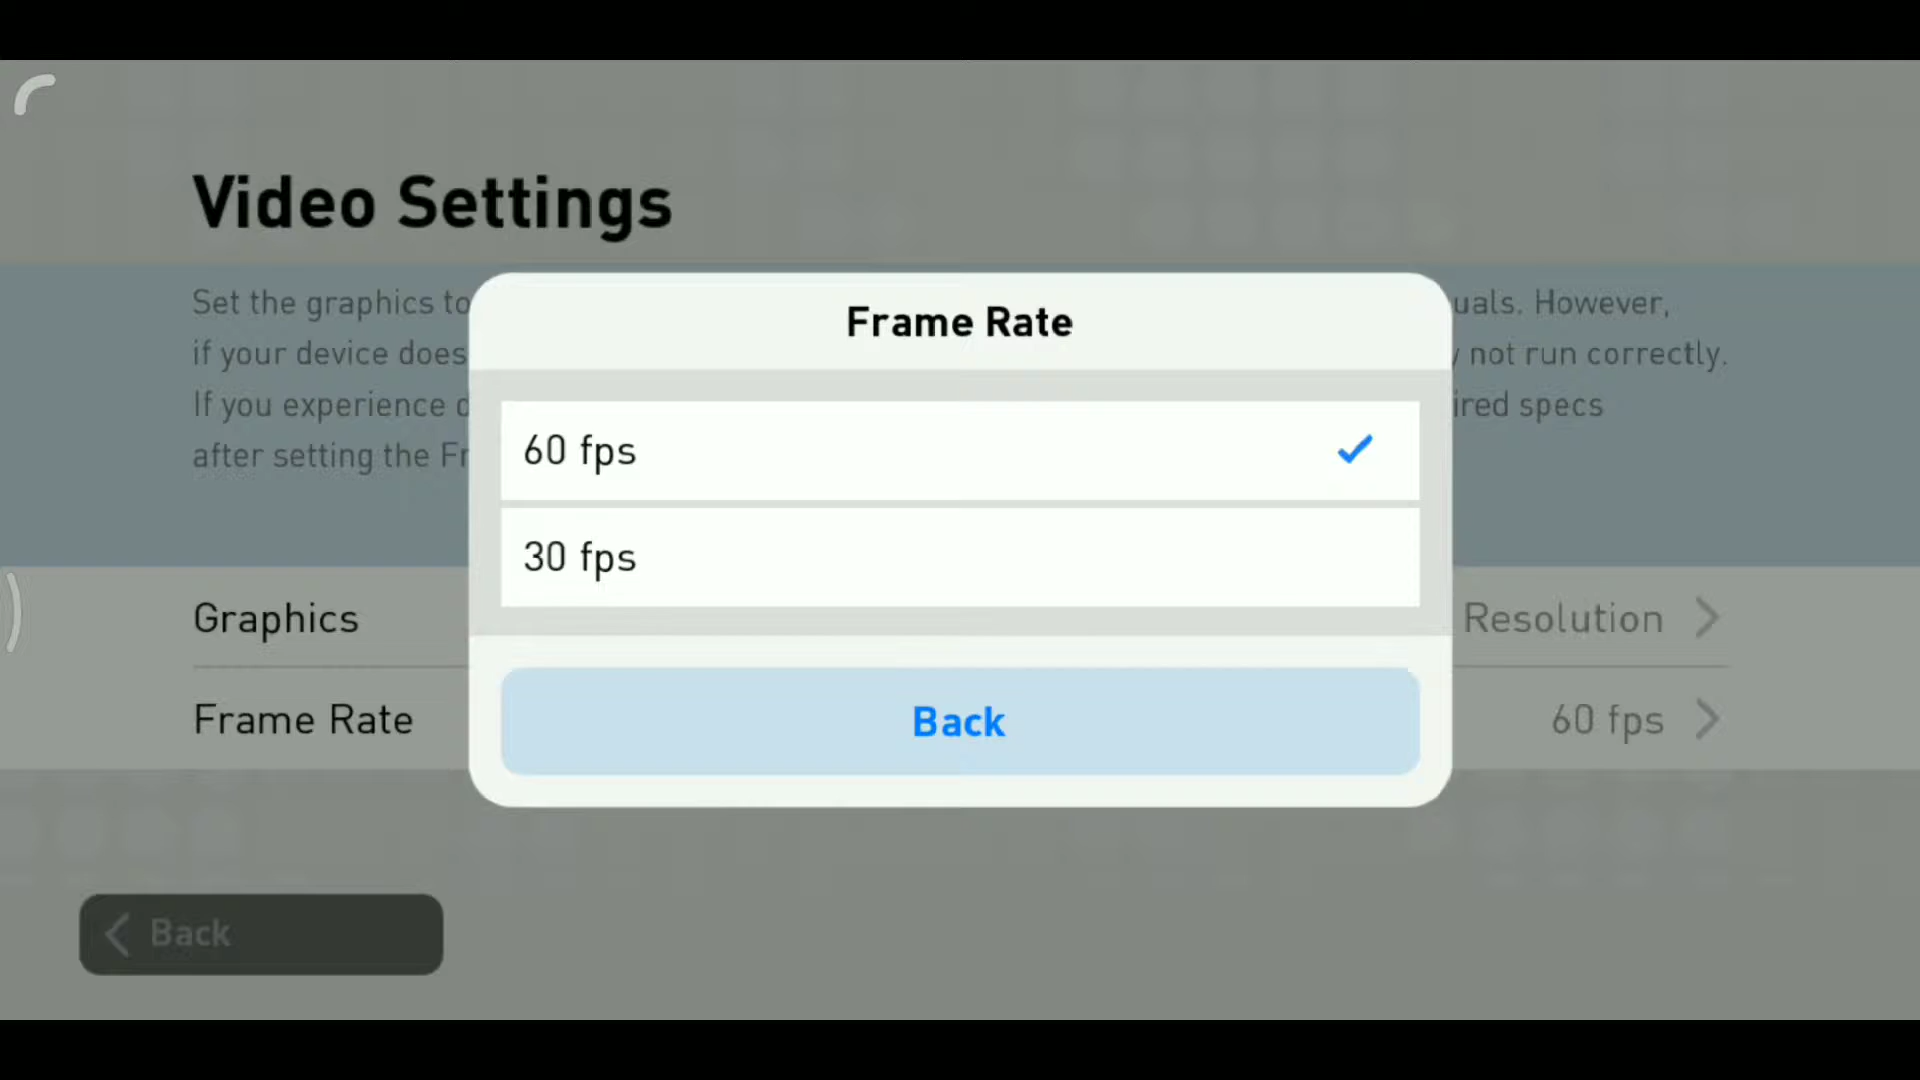 Video Settings
Set the graphics to
uals. However,
if your device does
not run correctly.
If you experience
ired specs
after setting the Fr
Frame Rate
60 fps
30 fps
Graphics
Resolution
Frame Rate
60 fps
Back
Back